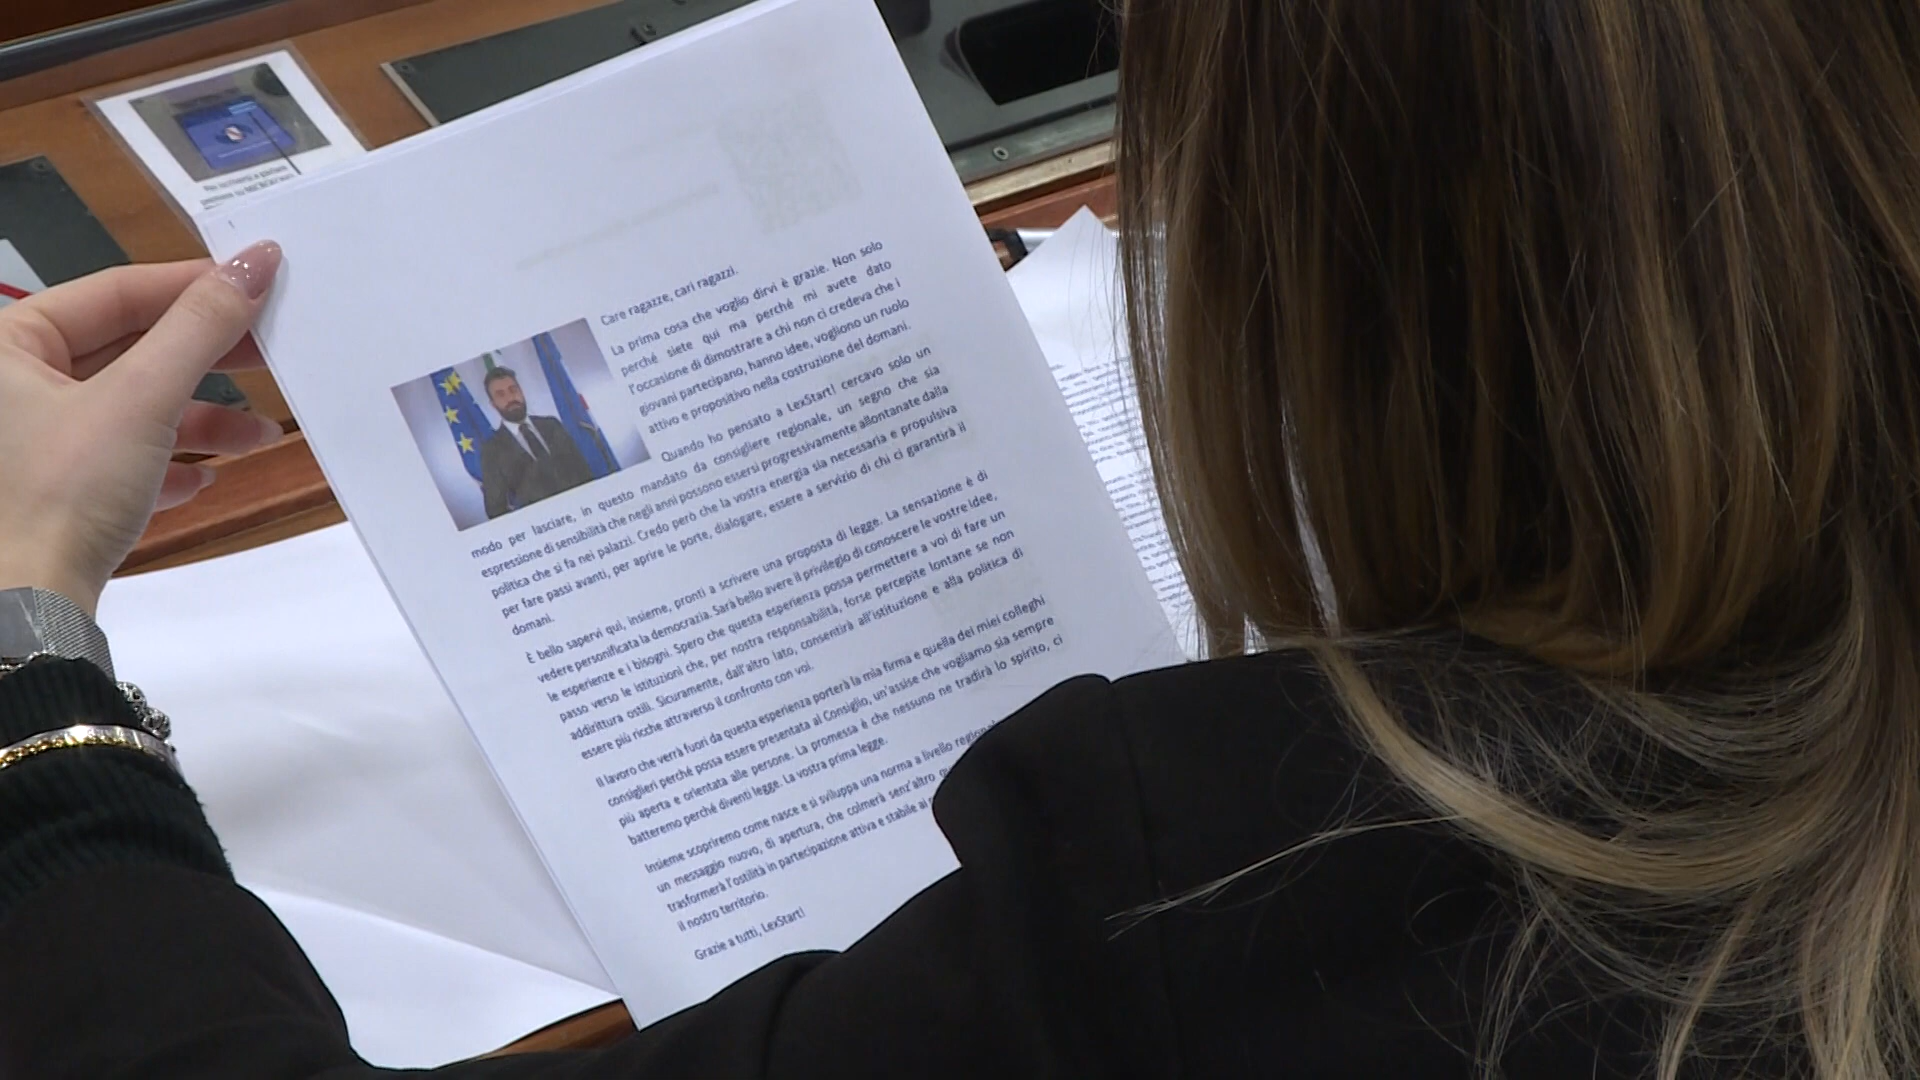 Care ragazze, cari ragazzi.
La prima cosa che voglio dirvi è grazie. Non solo
perché siete qui ma perché mi avete dato
l'occasione di dimostrare a chi non ci credeva che i
giovani partecipano, hanno idee, vogliono un ruolo
attivo e propositivo nella costruzione del domani.
Quando ho pensato a LexStart! cercavo solo un
modo per lasciare, in questo mandato da consigliere regionale, un segno che sia
espressione di sensibilità che negli anni possono essersi progressivamente allontanate dalla
politica che si fa nei palazzi. Credo però che la vostra energia sia necessaria e propulsiva
per fare passi avanti, per aprire le porte, dialogare, essere a servizio di chi ci garantirà il
domani.
È bello sapervi qui, insieme, pronti a scrivere una proposta di legge. La sensazione è di
vedere personificata la democrazia. Sarà bello avere il privilegio di conoscere le vostre idee,
le esperienze e i bisogni. Spero che questa esperienza possa permettere a voi di fare un
passo verso le istituzioni che, per nostra responsabilità, forse percepite lontane se non
addirittura ostili. Sicuramente, dall'altro lato, consentirà all'istituzione e alla politica di
essere più ricche attraverso il confronto con voi.
Il lavoro che verrà fuori da questa esperienza porterà la mia firma e quella dei miei colleghi
consiglieri perché possa essere presentata al Consiglio, un'assise che vogliamo sia sempre
più aperta e orientata alle persone. La promessa è che nessuno ne tradirà lo spirito, ci
batteremo perché diventi legge. La vostra prima legge.
Insieme scopriremo come nasce e si sviluppa una norma a livello
un messaggio nuovo, di apertura, che colmerà senz'altro
trasformerà l'ostilità in partecipazione attiva e stabile
il nostro territorio.
Grazie a tutti, LexStart!